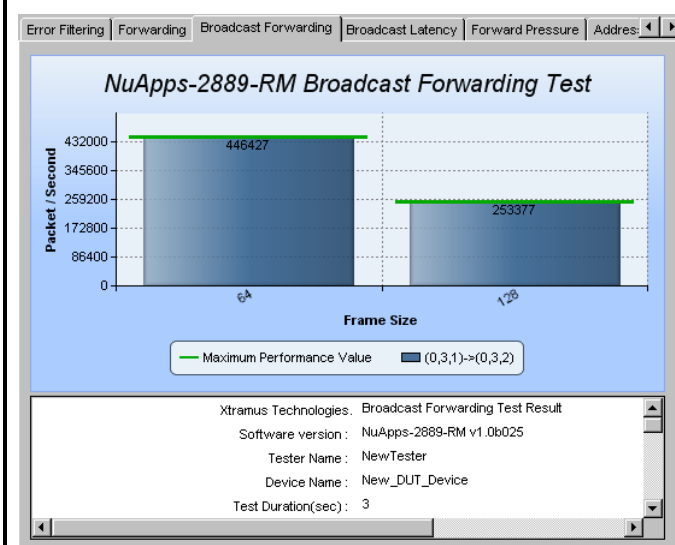 Error Filtering Forwarding Broadcast Forwarding Broadcast Latency Forward Pressure Addres
NuApps-2889-RM Broadcast Forwarding Test
Packet / Second
432000
345600
259200
172800
86400
0
446427
253377
64
128
Frame Size
Maximum Performance Value (0,3,1)->(0,3,2)
Xtramus Technologies. Broadcast Forwarding Test Result
Software version : NuApps-2889-RM v1.0b025
Tester Name : NewTester
Device Name : New_DUT_Device
Test Duration(sec) : 3